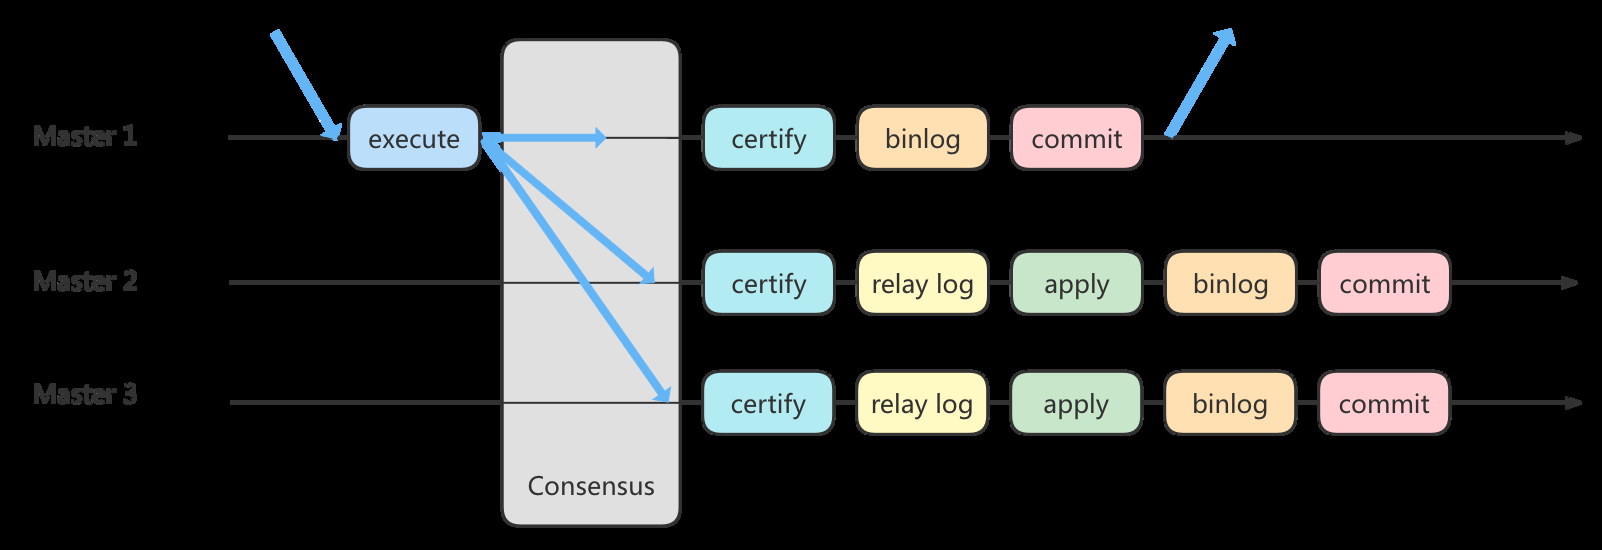 Master 1
execute
certify
binlog
commit
Master 2
certify
relay log
apply
binlog
commit
Master 3
certify
relay log
apply
binlog
commit
Consensus